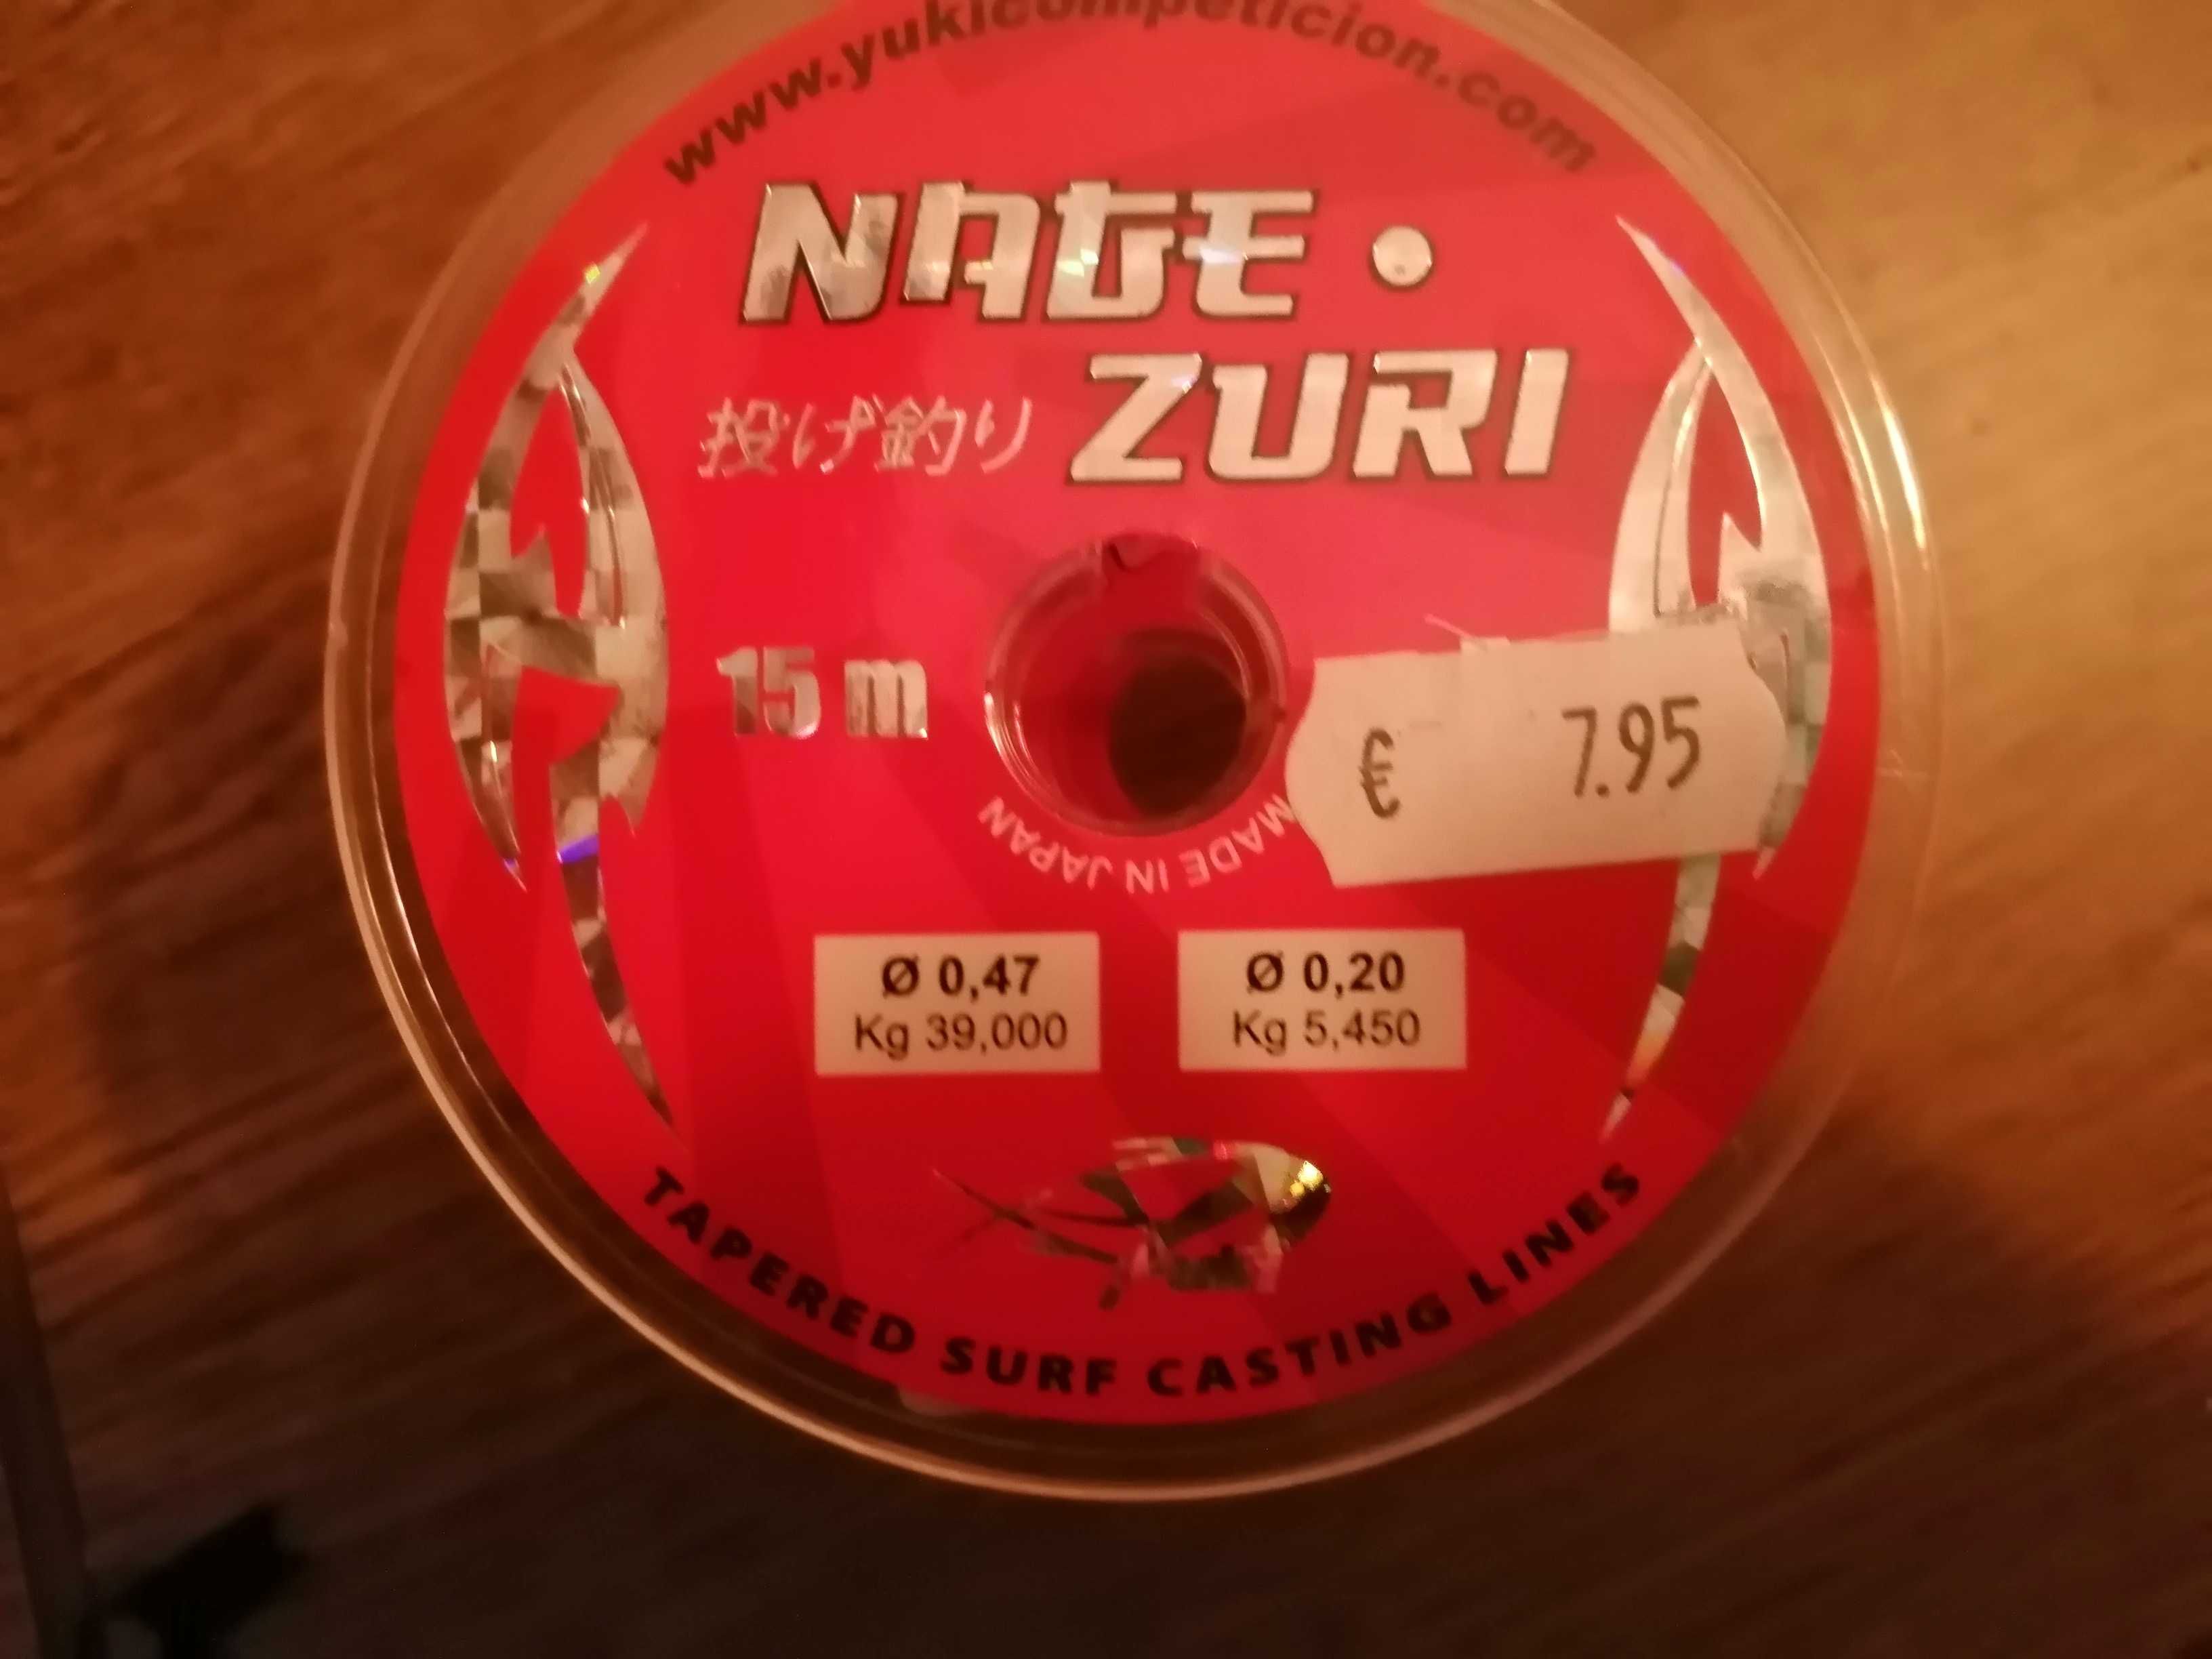 www.yukicompeticion.com
NAGE・
ZURI
投げ釣り
15 m
€ 7.95
MADE IN JAPAN
Ø 0,47
Kg 39,000
Ø 0,20
Kg 5,450
TAPERED SURF CASTING LINES